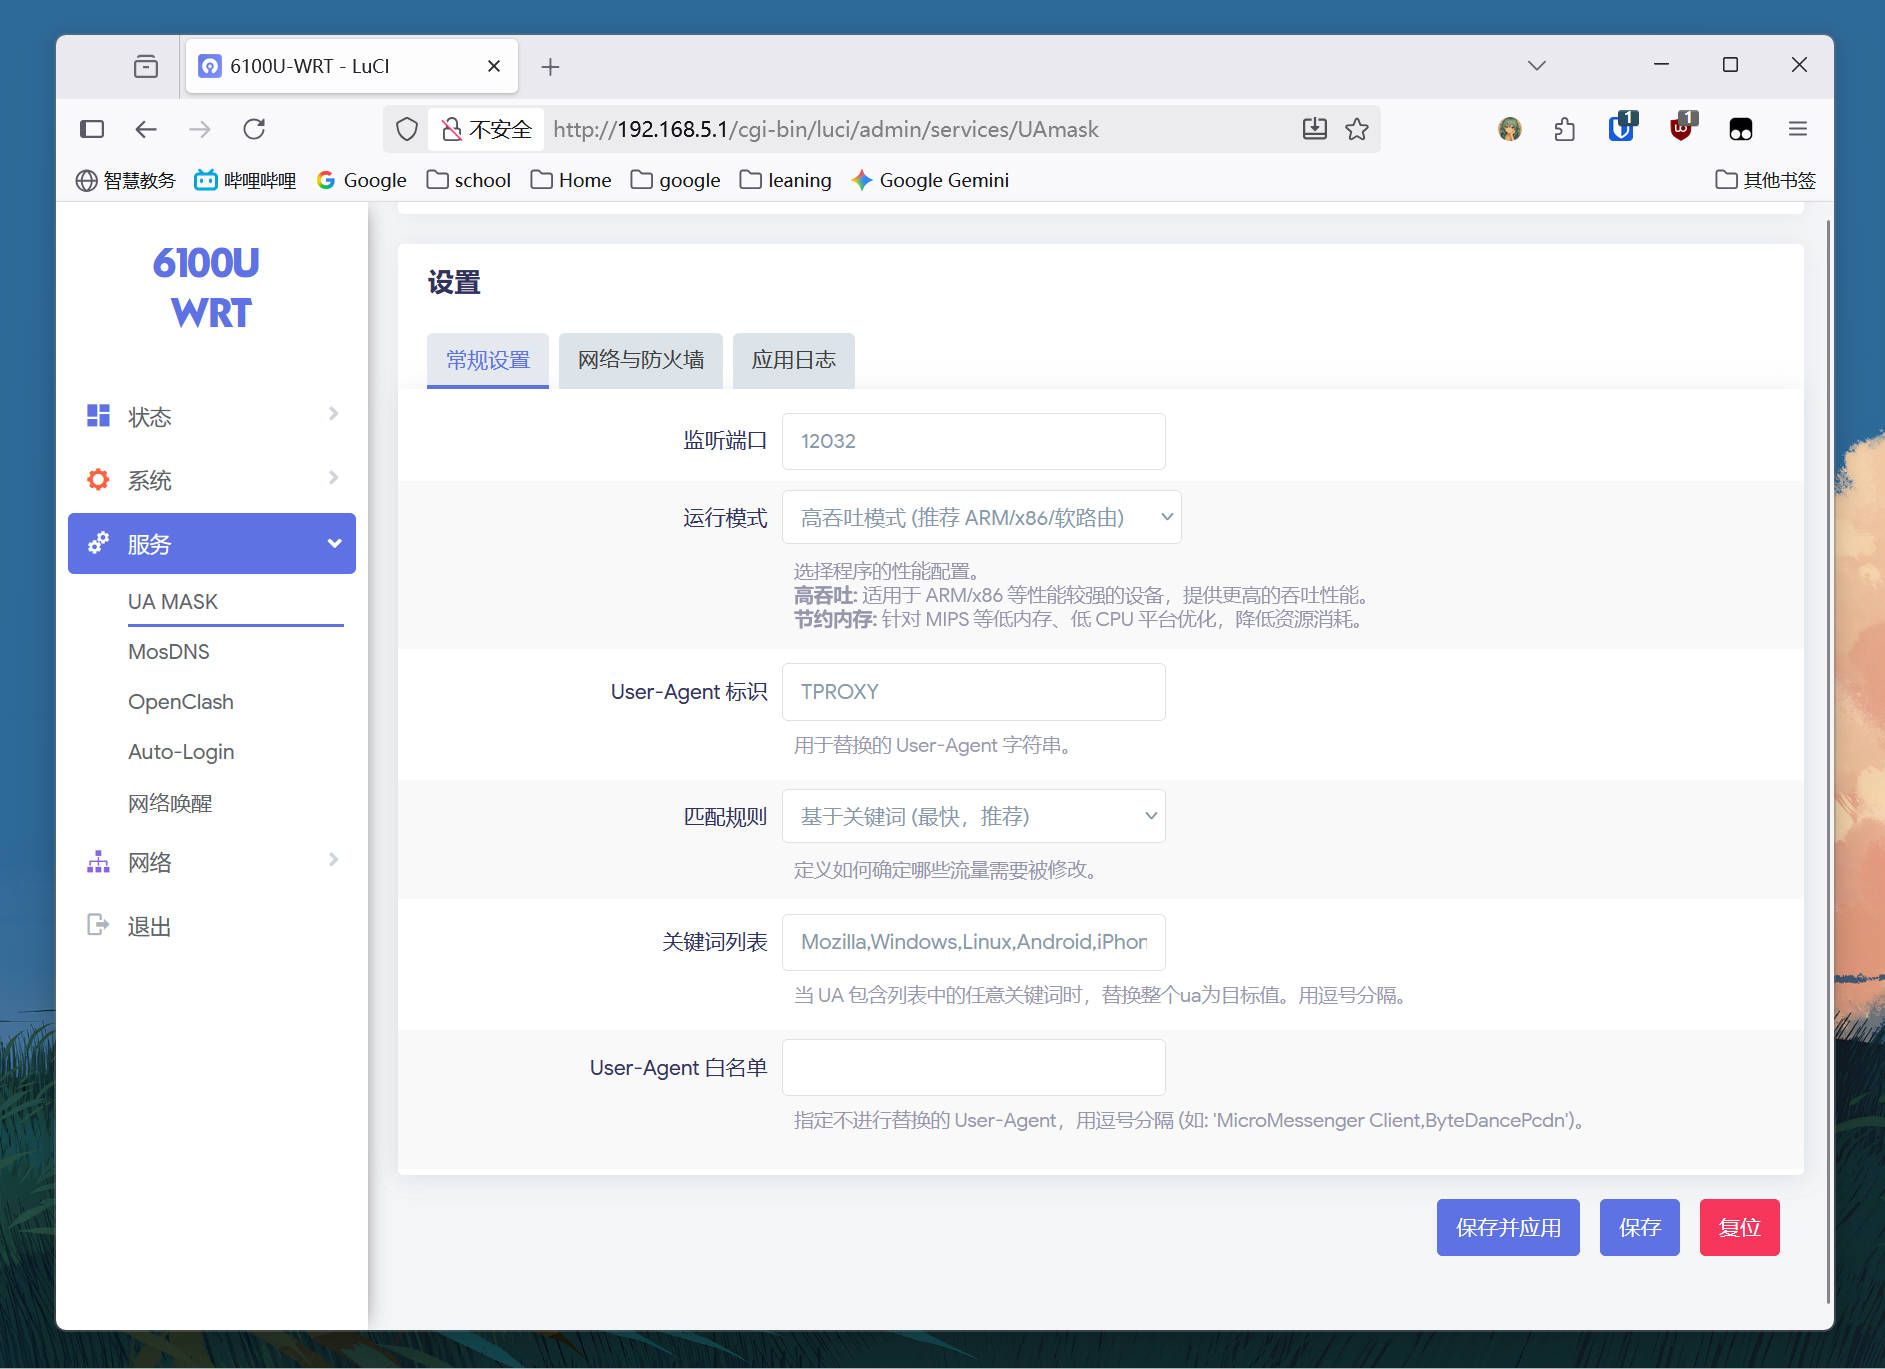 6100U-WRT - LuCI
不安全
http://192.168.5.1/cgi-bin/luci/admin/services/UAmask
1
1
智慧教务
哔哩哔哩
Google
school
Home
google
leaning
Google Gemini
其他书签
6100U
WRT
状态
系统
服务
UA MASK
MosDNS
OpenClash
Auto-Login
网络唤醒
网络
退出
设置
常规设置
网络与防火墙
应用日志
监听端口
12032
运行模式
高吞吐模式 (推荐 ARM/x86/软路由)
选择程序的性能配置。
高吞吐: 适用于 ARM/x86 等性能较强的设备，提供更高的吞吐性能。
节约内存: 针对 MIPS 等低内存、低 CPU 平台优化，降低资源消耗。
User-Agent 标识
TPROXY
用于替换的 User-Agent 字符串。
匹配规则
基于关键词 (最快，推荐)
定义如何确定哪些流量需要被修改。
关键词列表
Mozilla,Windows,Linux,Android,iPhon
当 UA 包含列表中的任意关键词时，替换整个ua为目标值。用逗号分隔。
User-Agent 白名单
指定不进行替换的 User-Agent，用逗号分隔 (如: 'MicroMessenger Client,ByteDancePcdn')。
保存并应用
保存
复位